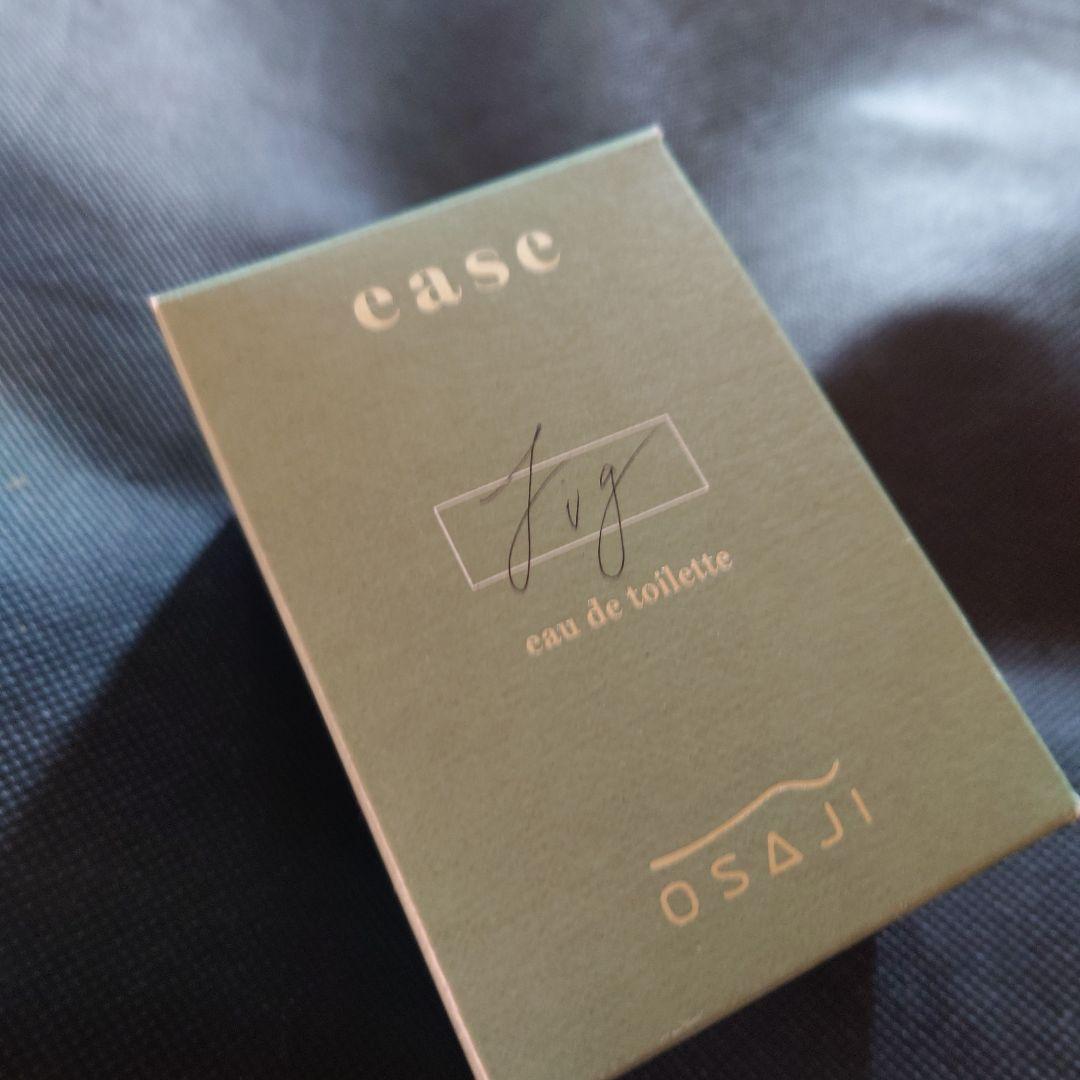 ease
Fig
eau de toilette
OSAJI